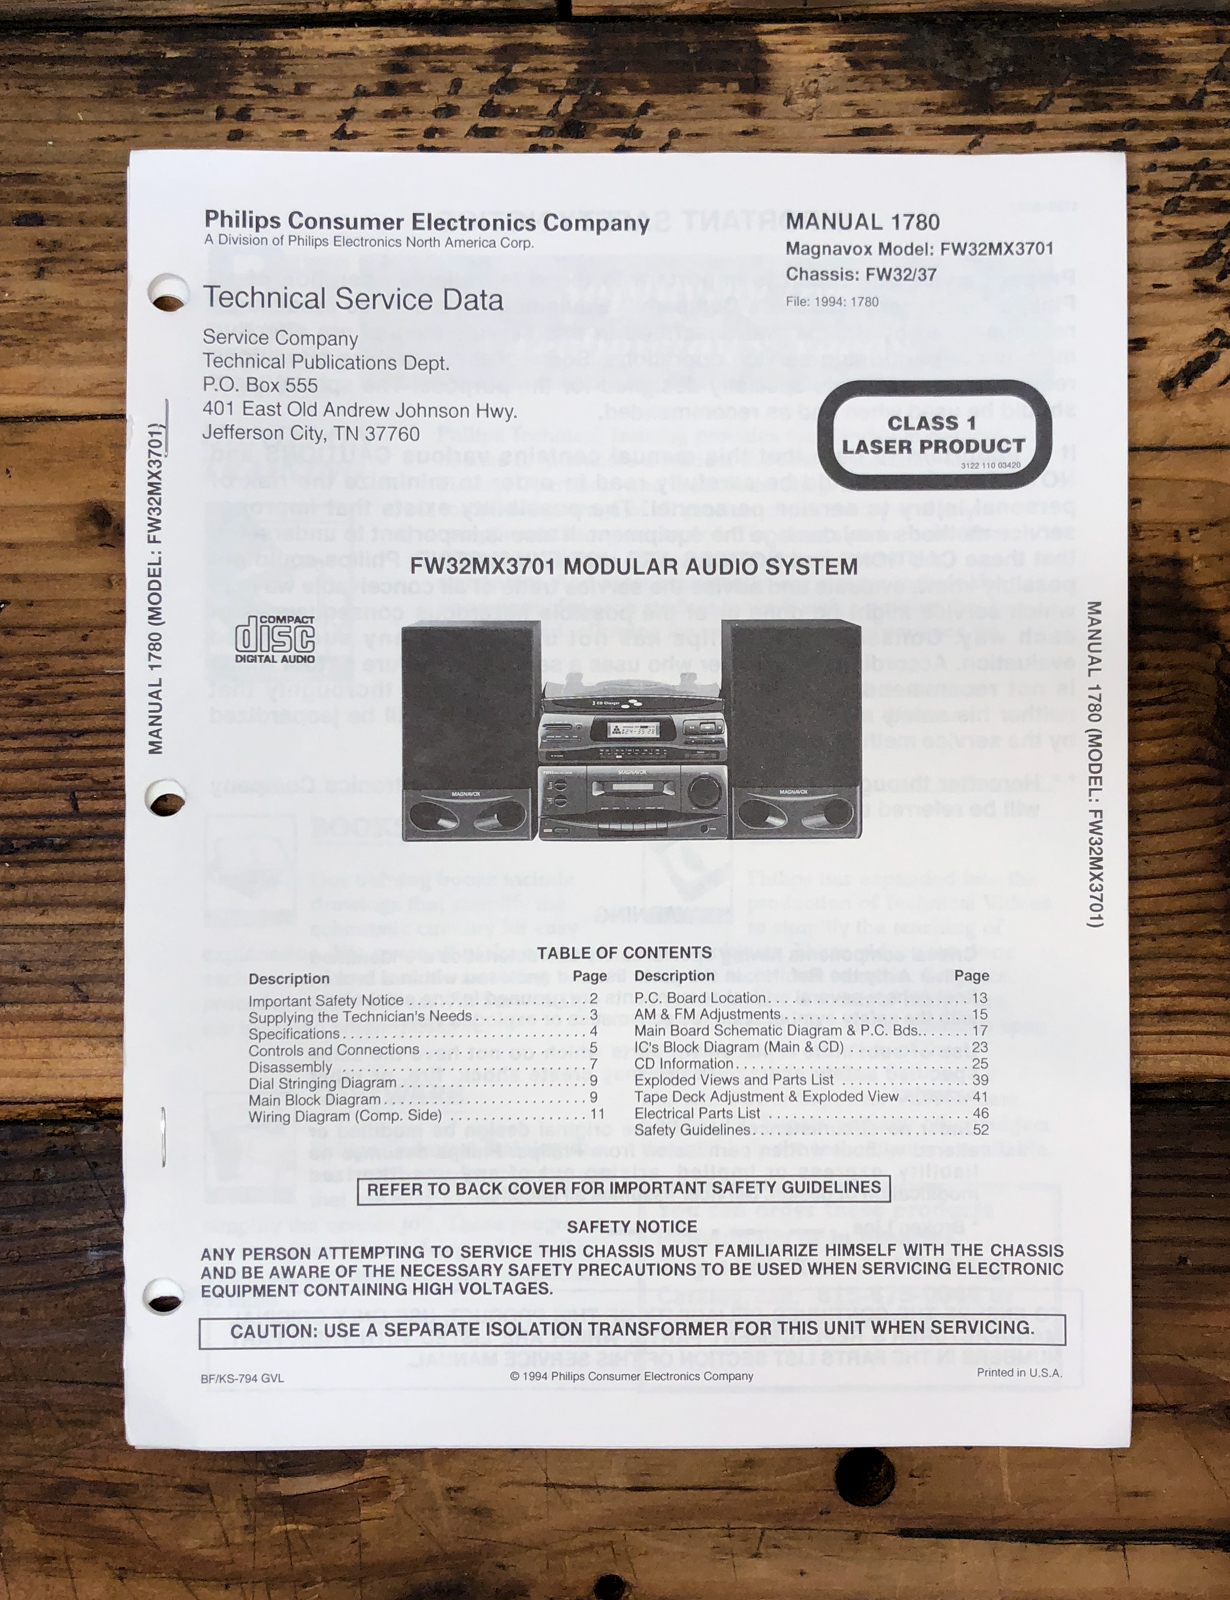 Philips Consumer Electronics Company
A Division of Philips Electronics North America Corp.
MANUAL 1780
Magnavox Model: FW32MX3701
Chassis: FW32/37
File: 1994: 1780
Technical Service Data
Service Company
Technical Publications Dept.
P.O. Box 555
401 East Old Andrew Johnson Hwy.
Jefferson City, TN 37760
CLASS 1
LASER PRODUCT
3122 110 03420
MANUAL 1780 (MODEL: FW32MX3701)
FW32MX3701 MODULAR AUDIO SYSTEM
COMPACT
disc
DIGITAL AUDIO
MAGNAVOX
MAGNAVOX
MAGNAVOX
MANUAL 1780 (MODEL: FW32MX3701)
TABLE OF CONTENTS
Description Page
Important Safety Notice 2
Supplying the Technician's Needs 3
Specifications 4
Controls and Connections 5
Disassembly 7
Dial Stringing Diagram 9
Main Block Diagram 9
Wiring Diagram (Comp. Side) 11
Description Page
P.C. Board Location 13
AM & FM Adjustments 15
Main Board Schematic Diagram & P.C. Bds. 17
IC's Block Diagram (Main & CD) 23
CD Information 25
Exploded Views and Parts List 39
Tape Deck Adjustment & Exploded View 41
Electrical Parts List 46
Safety Guidelines 52
REFER TO BACK COVER FOR IMPORTANT SAFETY GUIDELINES
SAFETY NOTICE
ANY PERSON ATTEMPTING TO SERVICE THIS CHASSIS MUST FAMILIARIZE HIMSELF WITH THE CHASSIS
AND BE AWARE OF THE NECESSARY SAFETY PRECAUTIONS TO BE USED WHEN SERVICING ELECTRONIC
EQUIPMENT CONTAINING HIGH VOLTAGES.
CAUTION: USE A SEPARATE ISOLATION TRANSFORMER FOR THIS UNIT WHEN SERVICING.
BF/KS-794 GVL
© 1994 Philips Consumer Electronics Company
Printed in U.S.A.